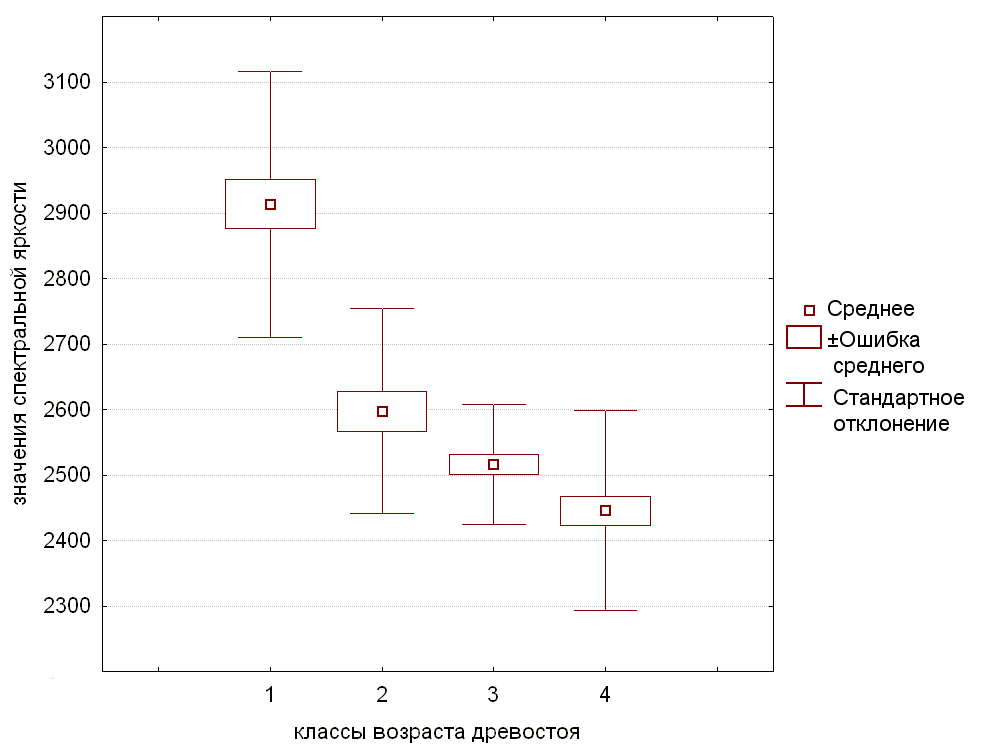 3100
3000
2900
2800
2700
2600
2500
2400
2300
значения спектральной яркости
1 2 3 4
классы возраста древостоя
Среднее
±Ошибка
среднего
Стандартное
отклонение